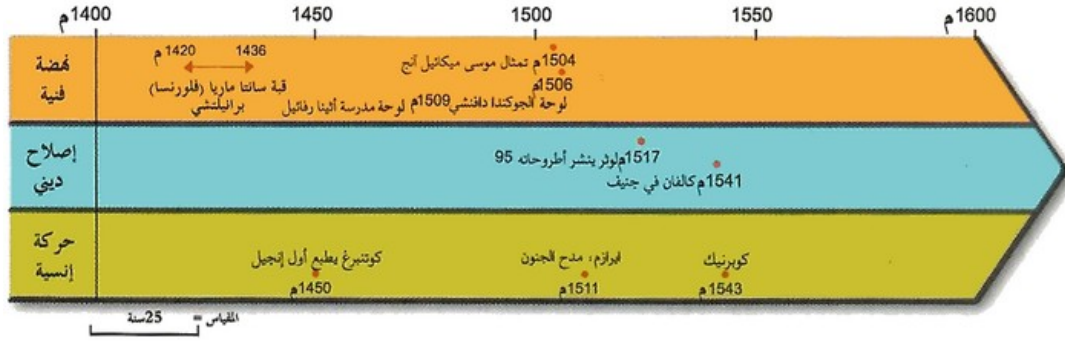 1400م 1450 1500 1550 1600م
نهضة فنية
1420م 1436
قبة سانتا ماريا (فلورنسا)
برانيلتشي
1504م تمثال موسى ميكائيل آنج
1506م
لوحة الجوكندا دافنشي
1509م لوحة مدرسة أثينا رفائيل
إصلاح ديني
1517م لوثر ينشر أطروحاته 95
1541م كالفان في جنيف
حركة إنسية
كوتنبرغ يطبع أول إنجيل
1450م
ايرازم: مدح الجنون
1511م
كوبرنيك
1543م
المقياس = 25سنة